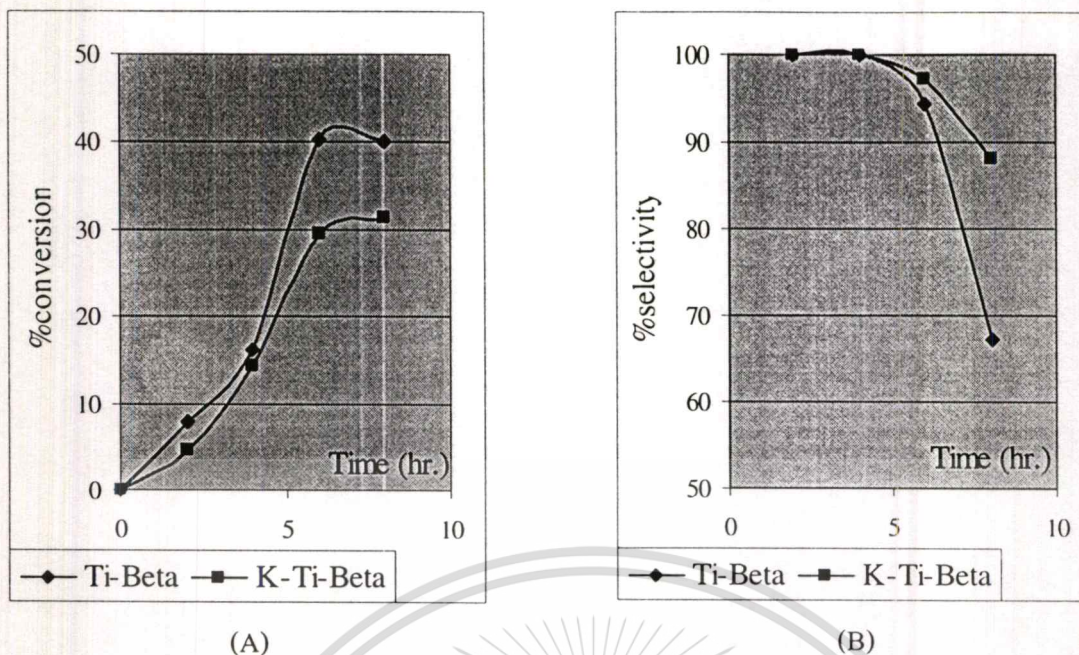 50
40
30
20
10
0
%conversion
Time (hr.)
0 5 10
Ti-Beta K-Ti-Beta
(A)
100
90
80
70
60
50
%selectivity
Time (hr.)
0 5 10
Ti-Beta K-Ti-Beta
(B)